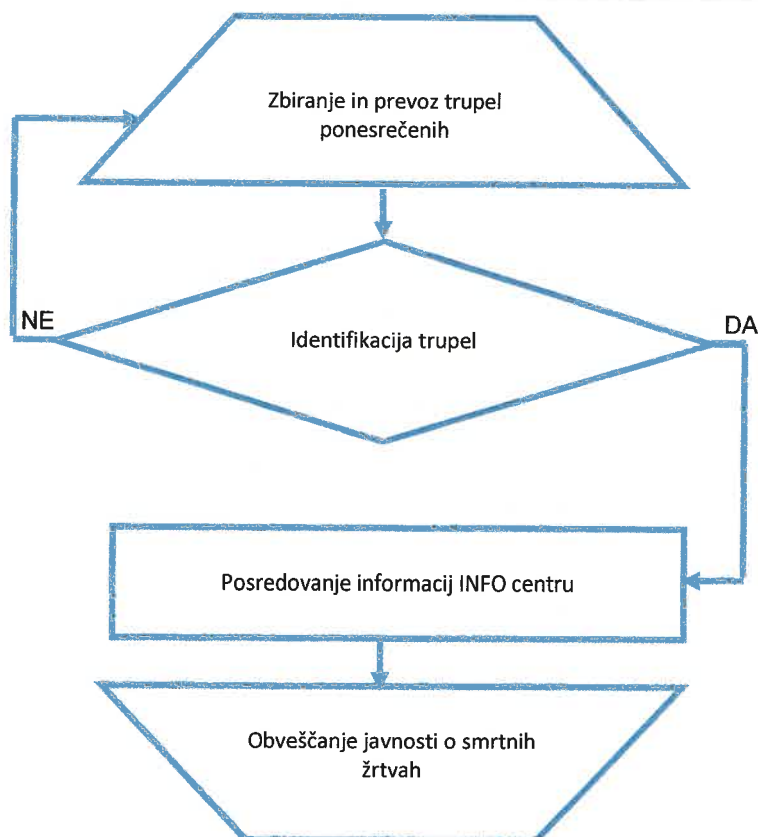 Zbiranje in prevoz trupel
ponesrečenih
NE
Identifikacija trupel
DA
Posredovanje informacij INFO centru
Obveščanje javnosti o smrtnih
žrtvah